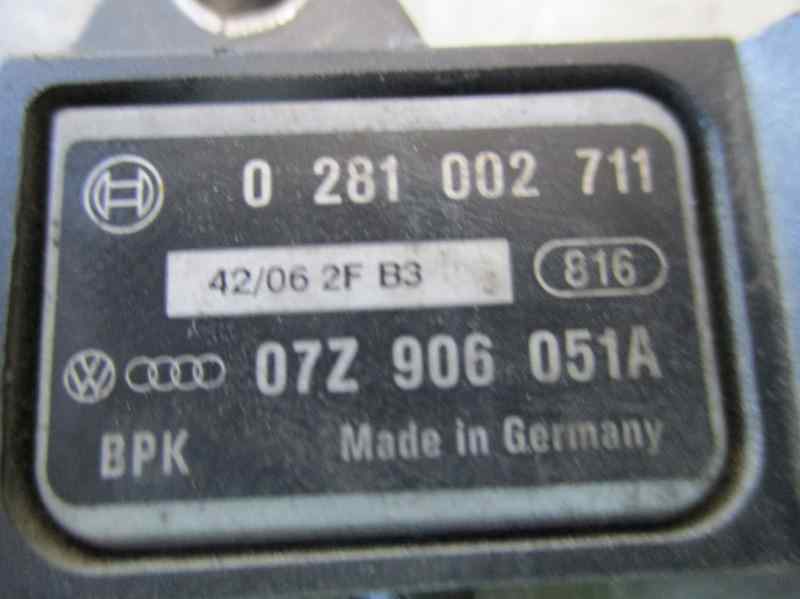 0 281 002 711
42/06 2F B3
816
07Z 906 051A
BPK Made in Germany